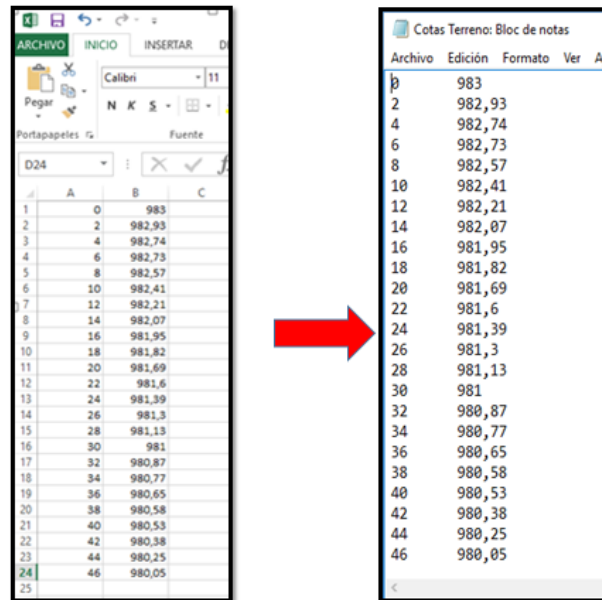 ARCHIVO INICIO INSERTAR
Calibri 11
Pegar
N K S
Portapapeles Fuente
D24
A B C
1 0 983
2 2 982,93
3 4 982,74
4 6 982,73
5 8 982,57
6 10 982,41
7 12 982,21
8 14 982,07
9 16 981,95
10 18 981,82
11 20 981,69
12 22 981,6
13 24 981,39
14 26 981,3
15 28 981,13
16 30 981
17 32 980,87
18 34 980,77
19 36 980,65
20 38 980,58
21 40 980,53
22 42 980,38
23 44 980,25
24 46 980,05
25
Cotas Terreno: Bloc de notas
Archivo Edición Formato Ver
0 983
2 982,93
4 982,74
6 982,73
8 982,57
10 982,41
12 982,21
14 982,07
16 981,95
18 981,82
20 981,69
22 981,6
24 981,39
26 981,3
28 981,13
30 981
32 980,87
34 980,77
36 980,65
38 980,58
40 980,53
42 980,38
44 980,25
46 980,05